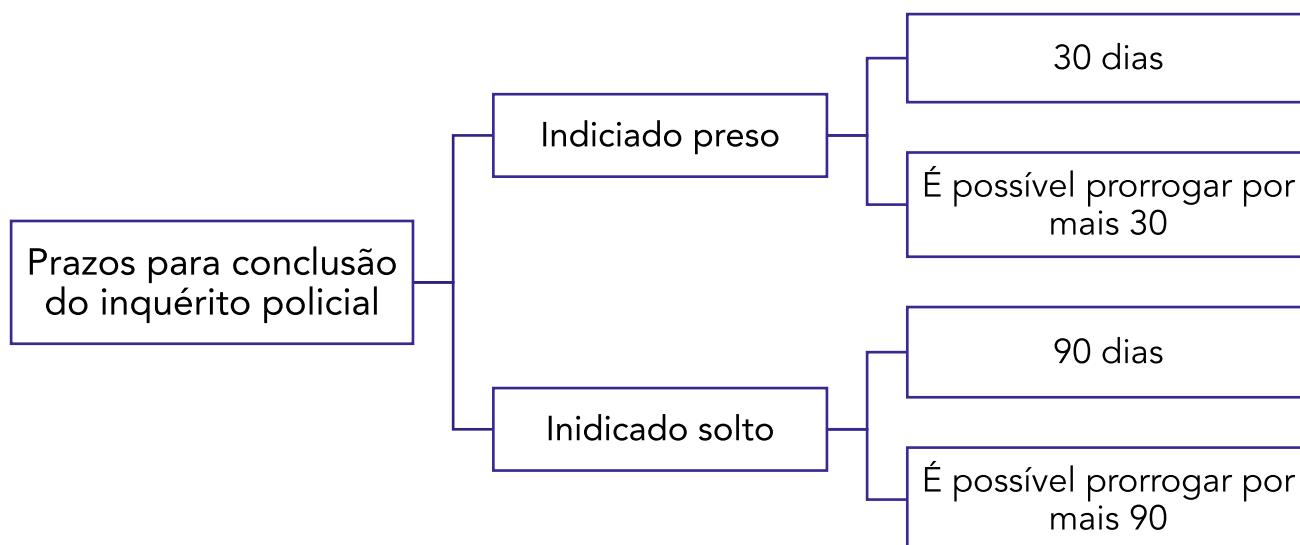 Prazos para conclusão
do inquérito policial
Indiciado preso
30 dias
É possível prorrogar por
mais 30
Inidicado solto
90 dias
É possível prorrogar por
mais 90